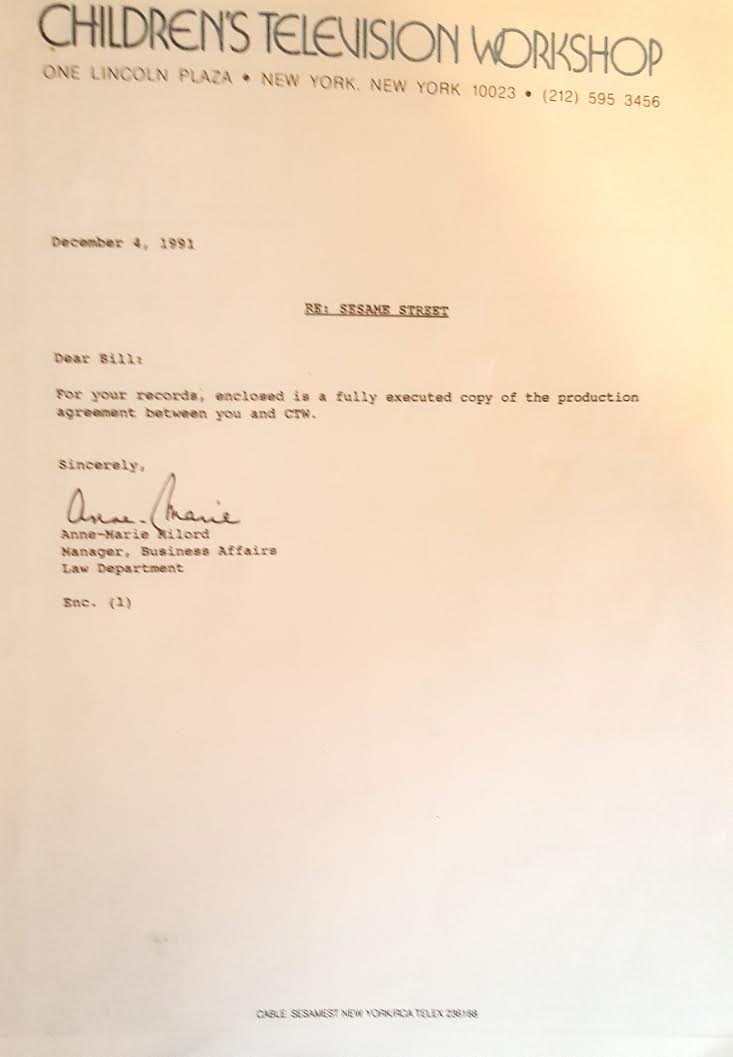 CHILDREN'S TELEVISION WORKSHOP
ONE LINCOLN PLAZA • NEW YORK, NEW YORK 10023 • (212) 595 3456
December 4, 1991
RE: SESAME STREET
Dear Bill:
For your records, enclosed is a fully executed copy of the production
agreement between you and CTW.
Sincerely,
Anne-Marie
Anne-Marie Milord
Manager, Business Affairs
Law Department
Enc. (1)
CABLE SESAMEST NEW YORK/RCA TELEX 236168